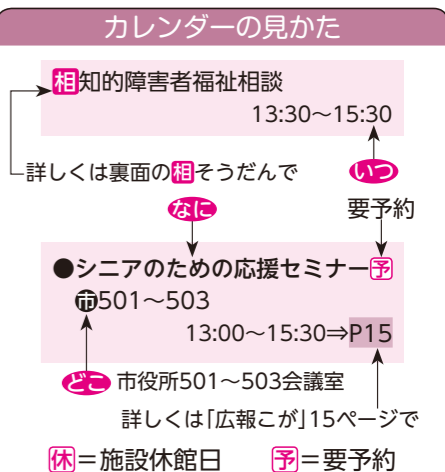 カレンダーの見かた
相知的障害者福祉相談
13:30～15:30
詳しくは裏面の相そうだんで
いつ
なに
要予約
●シニアのための応援セミナー予
市501～503
13:00～15:30⇒P15
どこ 市役所501～503会議室
詳しくは「広報こが」15ページで
休＝施設休館日 予＝要予約